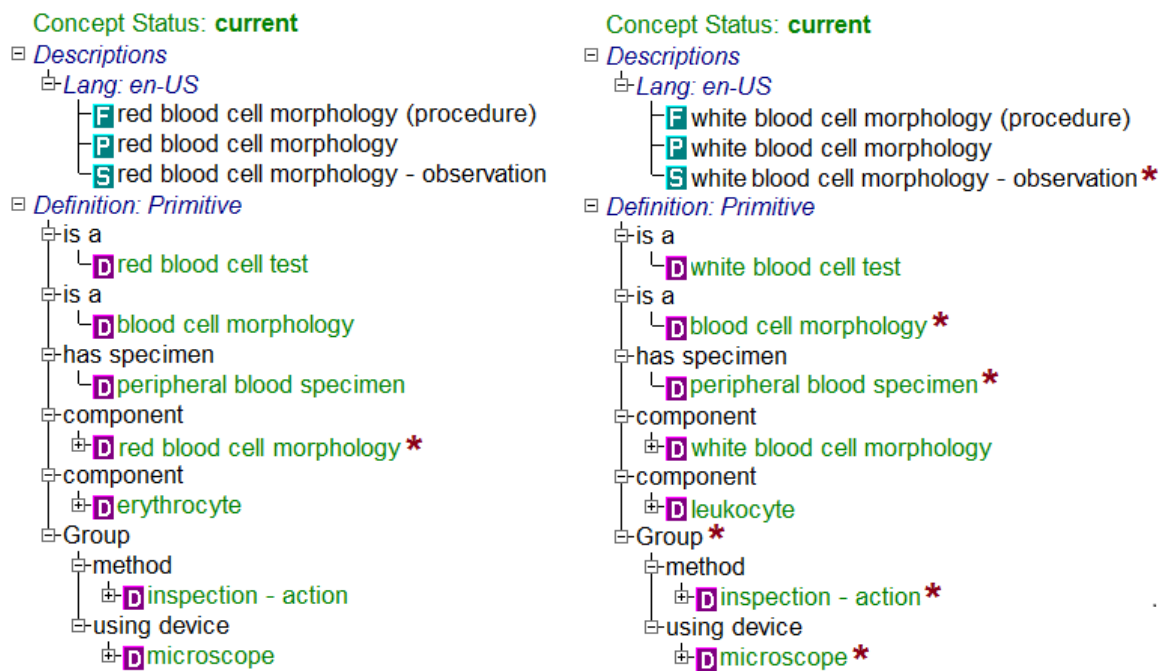 Concept Status: current
Descriptions
Lang: en-US
F red blood cell morphology (procedure)
P red blood cell morphology
S red blood cell morphology - observation
Definition: Primitive
is a
D red blood cell test
is a
D blood cell morphology
has specimen
D peripheral blood specimen
component
D red blood cell morphology *
component
D erythrocyte
Group
method
D inspection - action
using device
D microscope
Concept Status: current
Descriptions
Lang: en-US
F white blood cell morphology (procedure)
P white blood cell morphology
S white blood cell morphology - observation *
Definition: Primitive
is a
D white blood cell test
is a
D blood cell morphology *
has specimen
D peripheral blood specimen *
component
D white blood cell morphology
component
D leukocyte
Group *
method
D inspection - action *
using device
D microscope *